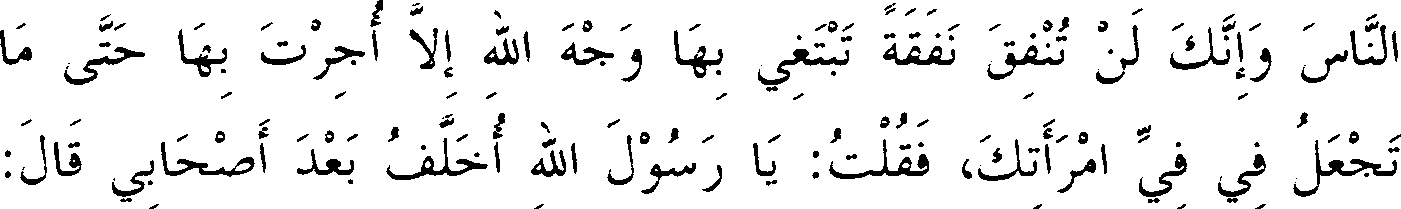 النَّاسَ وَإِنَّكَ لَنْ تُنْفِقَ نَفَقَةً تَبْتَغِي بِهَا وَجْهَ اللهِ إِلاَّ أُجِرْتَ بِهَا حَتَّى مَا
تَجْعَلُ فِي فِيِّ امْرَأَتِكَ، فَقُلْتُ: يَا رَسُوْلَ اللهِ أُخَلَّفُ بَعْدَ أَصْحَابِي قَالَ: